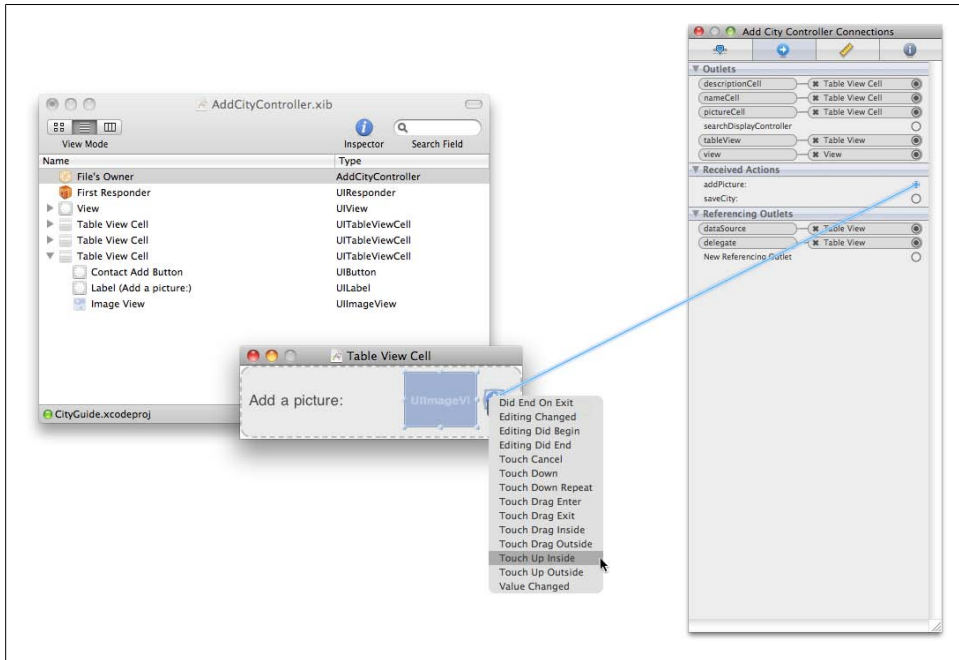 AddCityController.xib
View Mode
Inspector
Search Field
Name Type
File's Owner AddCityController
First Responder UIResponder
View UIView
Table View Cell UITableViewCell
Table View Cell UITableViewCell
Table View Cell UITableViewCell
Contact Add Button UIButton
Label (Add a picture:) UILabel
Image View UIImageView
CityGuide.xcodeproj
Table View Cell
Add a picture:
UIImageVi
Did End On Exit
Editing Changed
Editing Did Begin
Editing Did End
Touch Cancel
Touch Down
Touch Down Repeat
Touch Drag Enter
Touch Drag Exit
Touch Drag Inside
Touch Drag Outside
Touch Up Inside
Touch Up Outside
Value Changed
Add City Controller Connections
Outlets
descriptionCell Table View Cell
nameCell Table View Cell
pictureCell Table View Cell
searchDisplayController
tableView Table View
view View
Received Actions
addPicture:
saveCity:
Referencing Outlets
dataSource Table View
delegate Table View
New Referencing Outlet